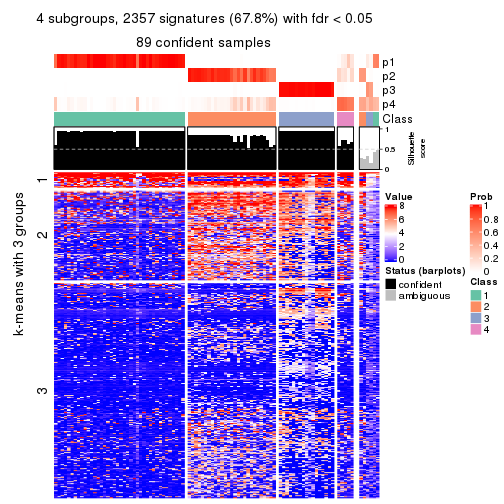 4 subgroups, 2357 signatures (67.8%) with fdr < 0.05
89 confident samples
p1
p2
p3
p4
Class
1
0.5
0
Silhouette
score
k-means with 3 groups
1
2
3
Value
8
6
4
2
0
Status (barplots)
confident
ambiguous
Prob
1
0.8
0.6
0.4
0.2
0
Class
1
2
3
4